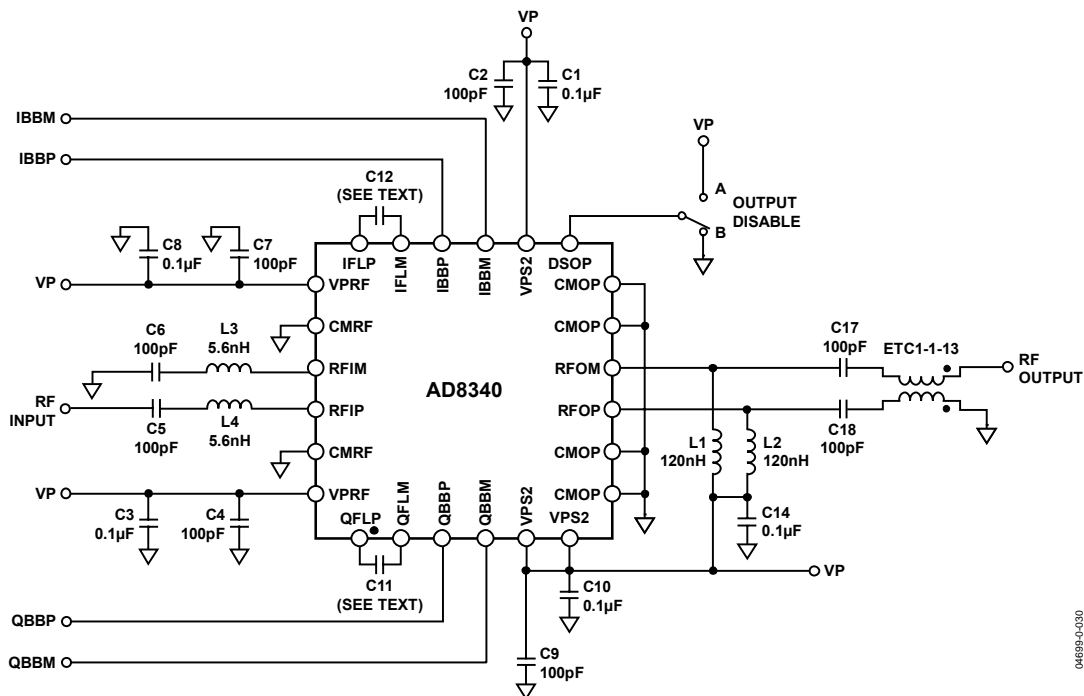 VP
C2
100pF
C1
0.1µF
IBBM
IBBP
VP
C12
(SEE TEXT)
A
OUTPUT
DISABLE
B
C8
0.1µF
C7
100pF
IFLP
IFLM
IBBP
IBBM
VPS2
DSOP
VP
VPRF
CMOP
C6
100pF
L3
5.6nH
CMRF
CMOP
C17
100pF
ETC1-1-13
RFIM
RFOM
RF
OUTPUT
AD8340
RF
INPUT
C5
100pF
L4
5.6nH
RFIP
RFOP
C18
100pF
L1
120nH
L2
120nH
CMRF
CMOP
VP
VPRF
CMOP
C3
0.1µF
C4
100pF
QFLP
QFLM
QBBP
QBBM
VPS2
VPS2
C14
0.1µF
C11
(SEE TEXT)
C10
0.1µF
VP
QBBP
QBBM
C9
100pF
04699-0-030